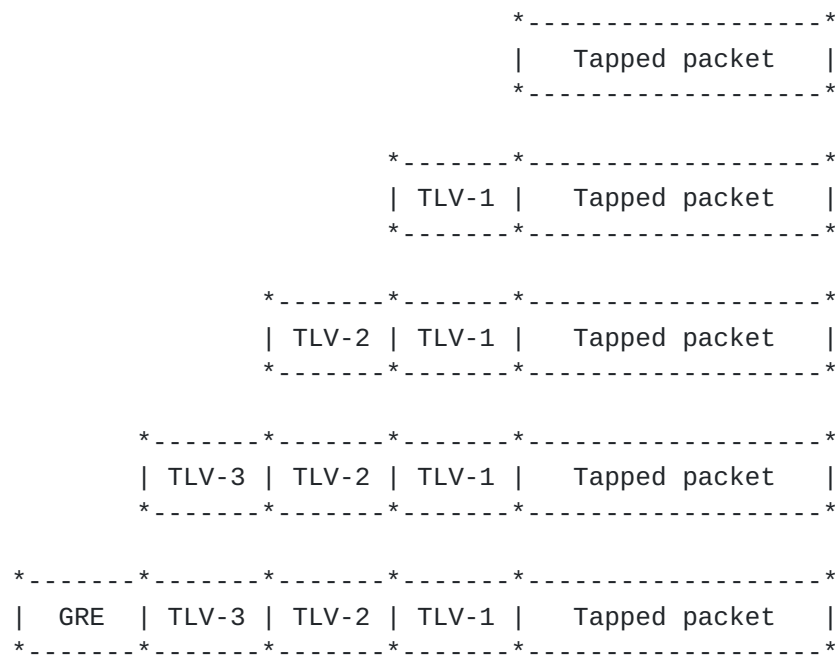 *-------------------*
                                |   Tapped packet   |
                                *-------------------*

                        *-------*-------------------*
                        | TLV-1 |   Tapped packet   |
                        *-------*-------------------*

                *-------*-------*-------------------*
                | TLV-2 | TLV-1 |   Tapped packet   |
                *-------*-------*-------------------*

        *-------*-------*-------*-------------------*
        | TLV-3 | TLV-2 | TLV-1 |   Tapped packet   |
        *-------*-------*-------*-------------------*

*-------*-------*-------*-------*-------------------*
|  GRE  | TLV-3 | TLV-2 | TLV-1 |   Tapped packet   |
*-------*-------*-------*-------*-------------------*